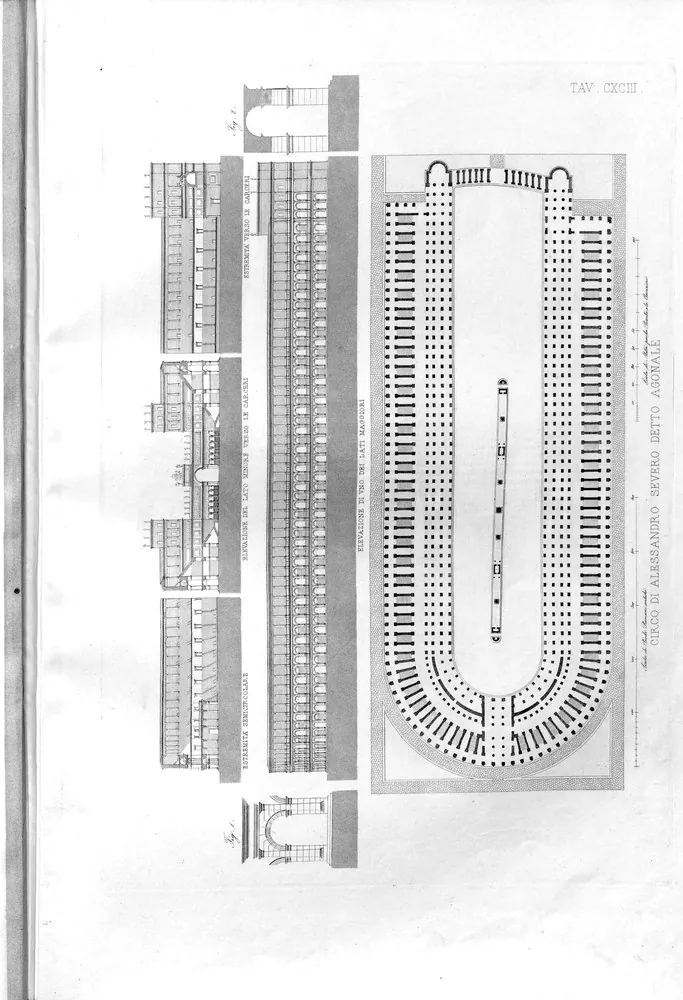 TAV. CXCIII.
Fig. 2.
ESTREMITÀ VERSO LE CARCERI
ELEVAZIONE DEL LATO MINORE VERSO LE CARCERI
ESTREMITÀ SEMICIRCOLARE
ELEVAZIONE DI VNO DEI LATI MAGGIORI
Fig. 1.
CIRCO DI ALESSANDRO SEVERO DETTO AGONALE